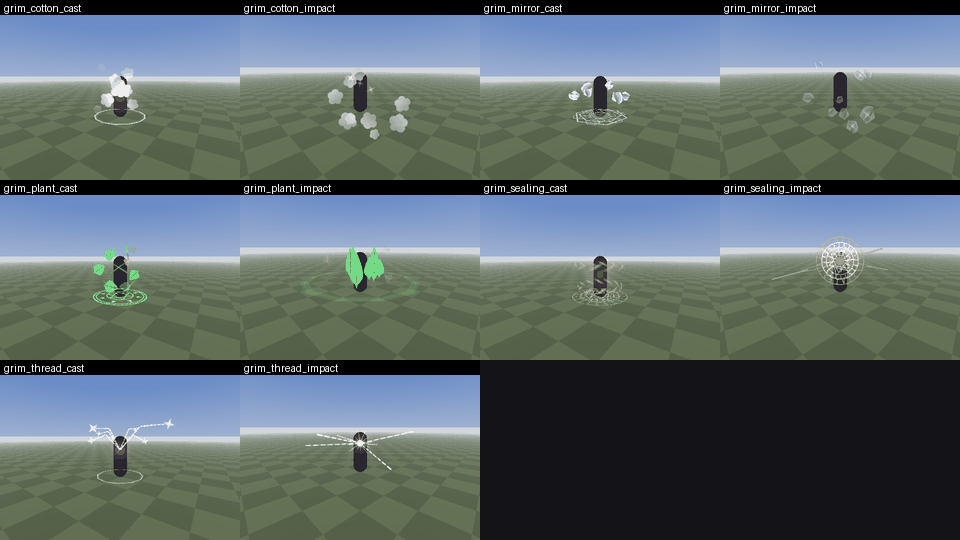 grim_cotton_cast
grim_cotton_impact
grim_mirror_cast
grim_mirror_impact
grim_plant_cast
grim_plant_impact
grim_sealing_cast
grim_sealing_impact
grim_thread_cast
grim_thread_impact